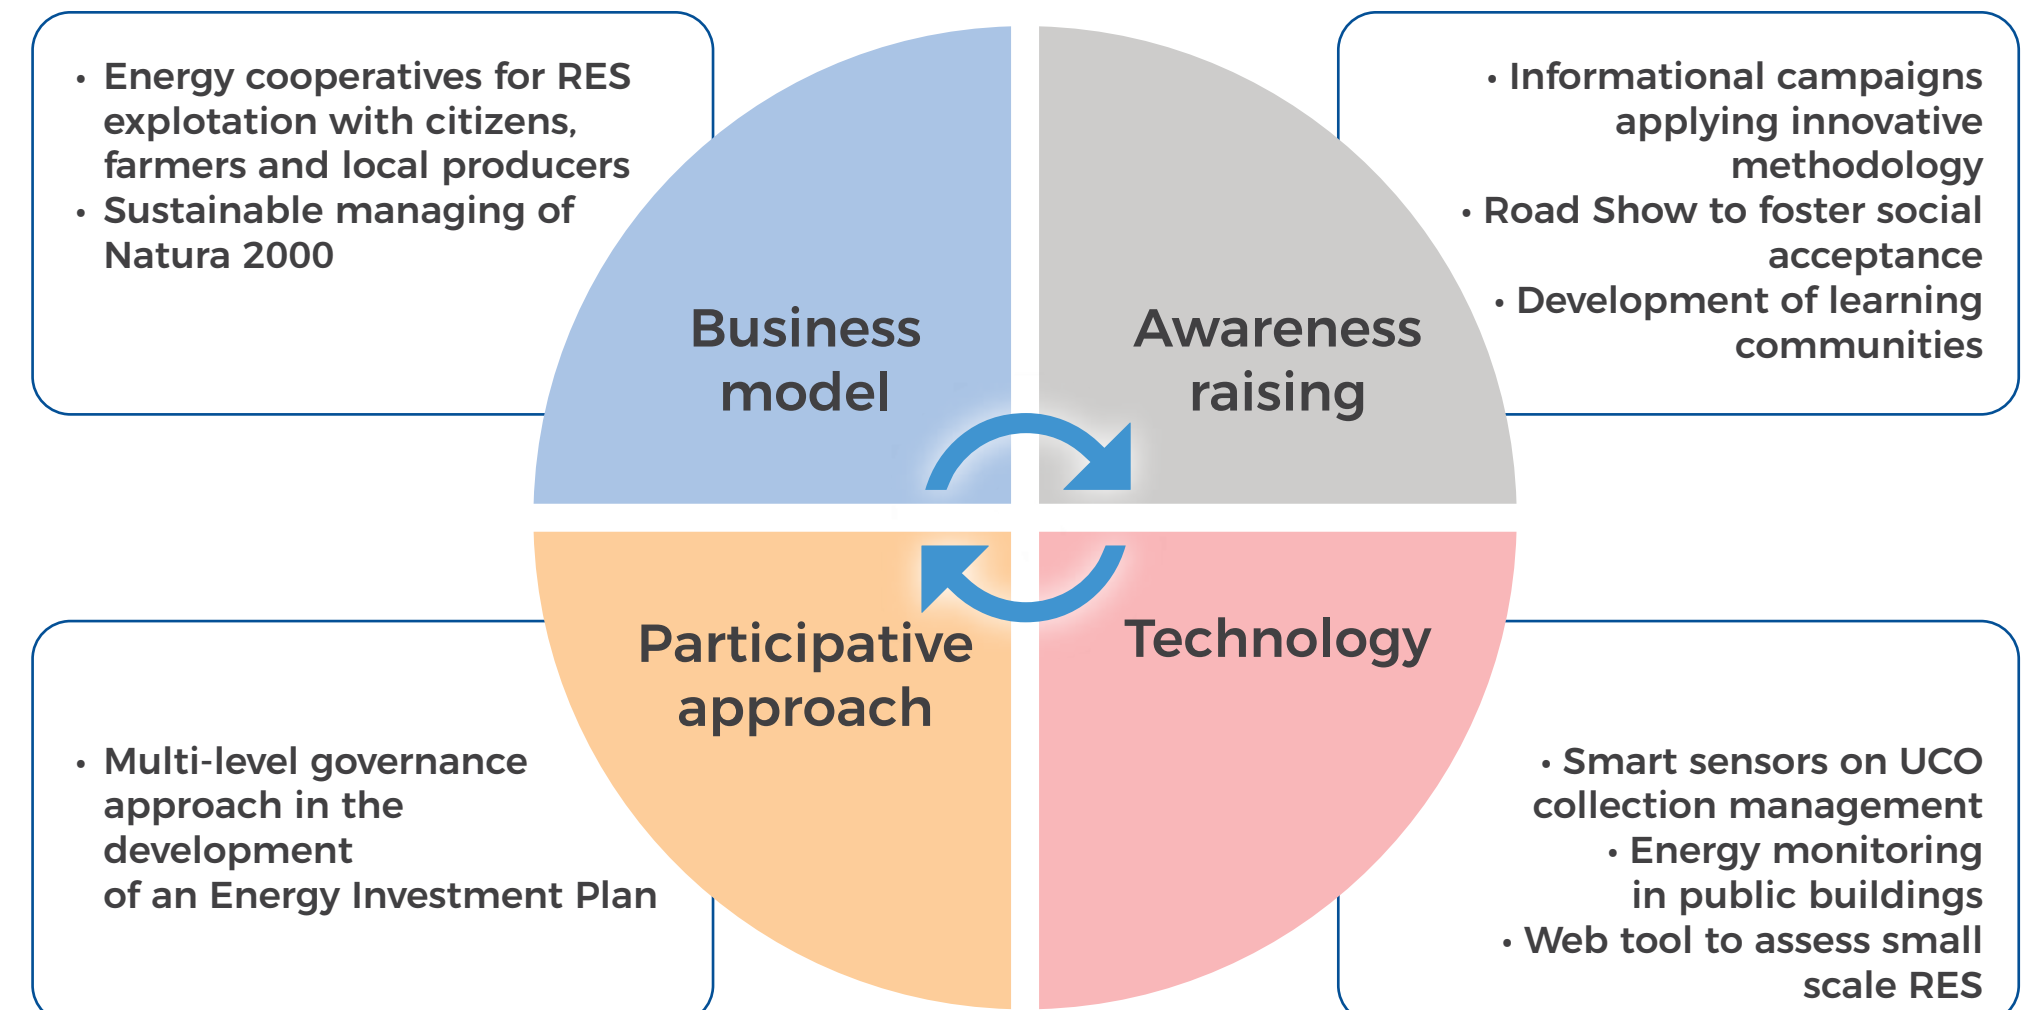 • Energy cooperatives for RES
explotation with citizens,
farmers and local producers
• Sustainable managing of
Natura 2000
Business
model
Awareness
raising
• Informational campaigns
applying innovative
methodology
• Road Show to foster social
acceptance
• Development of learning
communities
Participative
approach
• Multi-level governance
approach in the
development
of an Energy Investment Plan
Technology
• Smart sensors on UCO
collection management
• Energy monitoring
in public buildings
• Web tool to assess small
scale RES